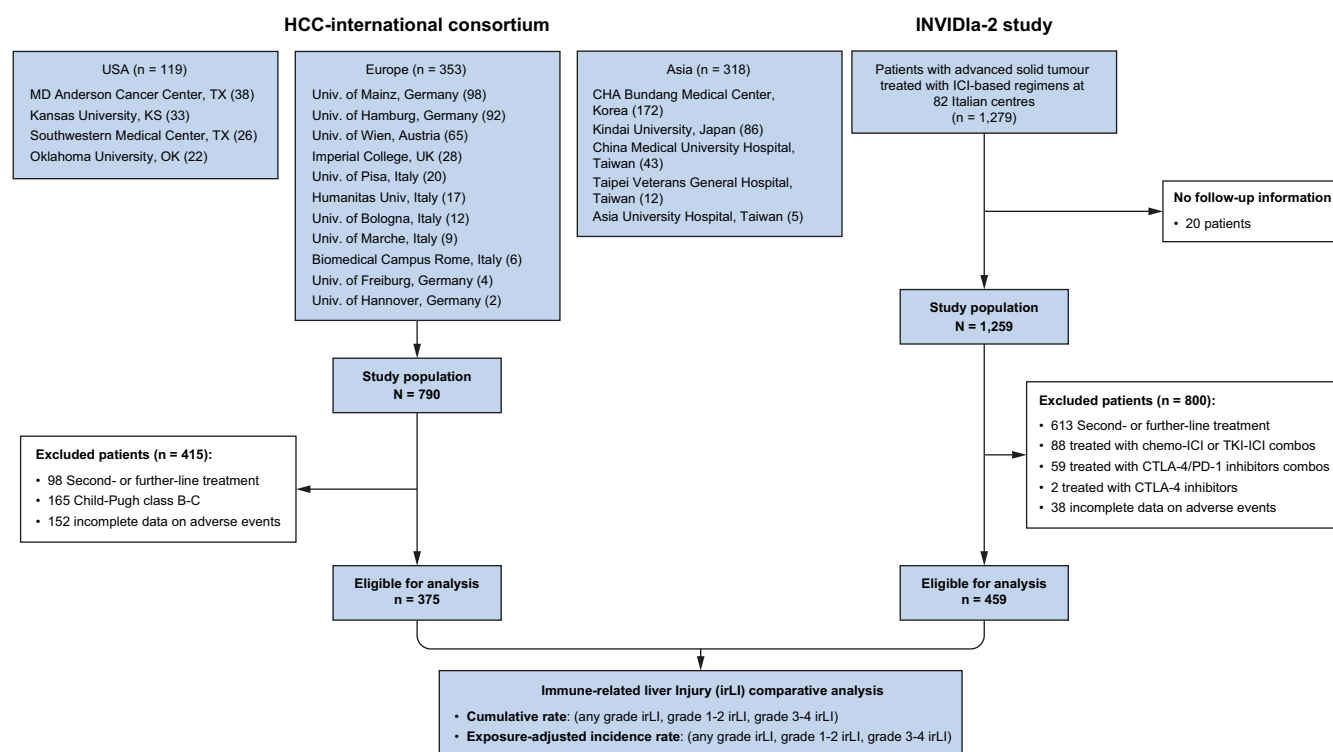 HCC-international consortium
USA (n = 119)
MD Anderson Cancer Center, TX (38)
Kansas University, KS (33)
Southwestern Medical Center, TX (26)
Oklahoma University, OK (22)
Europe (n = 353)
Univ. of Mainz, Germany (98)
Univ. of Hamburg, Germany (92)
Univ. of Wien, Austria (65)
Imperial College, UK (28)
Univ. of Pisa, Italy (20)
Humanitas Univ, Italy (17)
Univ. of Bologna, Italy (12)
Univ. of Marche, Italy (9)
Biomedical Campus Rome, Italy (6)
Univ. of Freiburg, Germany (4)
Univ. of Hannover, Germany (2)
Asia (n = 318)
CHA Bundang Medical Center,
Korea (172)
Kindai University, Japan (86)
China Medical University Hospital,
Taiwan (43)
Taipei Veterans General Hospital,
Taiwan (12)
Asia University Hospital, Taiwan (5)
Study population
N = 790
Excluded patients (n = 415):
• 98 Second- or further-line treatment
• 165 Child-Pugh class B-C
• 152 incomplete data on adverse events
Eligible for analysis
n = 375
INVIDIa-2 study
Patients with advanced solid tumour
treated with ICI-based regimens at
82 Italian centres
(n = 1,279)
No follow-up information
• 20 patients
Study population
N = 1,259
Excluded patients (n = 800):
• 613 Second- or further-line treatment
• 88 treated with chemo-ICI or TKI-ICI combos
• 59 treated with CTLA-4/PD-1 inhibitors combos
• 2 treated with CTLA-4 inhibitors
• 38 incomplete data on adverse events
Eligible for analysis
n = 459
Immune-related liver Injury (irLI) comparative analysis
• Cumulative rate: (any grade irLI, grade 1-2 irLI, grade 3-4 irLI)
• Exposure-adjusted incidence rate: (any grade irLI, grade 1-2 irLI, grade 3-4 irLI)